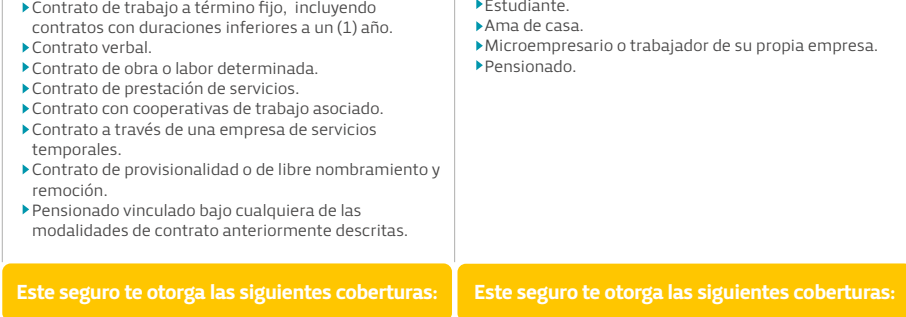 Contrato de trabajo a término fijo, incluyendo
contratos con duraciones inferiores a un (1) año.
Contrato verbal.
Contrato de obra o labor determinada.
Contrato de prestación de servicios.
Contrato con cooperativas de trabajo asociado.
Contrato a través de una empresa de servicios
temporales.
Contrato de provisionalidad o de libre nombramiento y
remoción.
Pensionado vinculado bajo cualquiera de las
modalidades de contrato anteriormente descritas.
Este seguro te otorga las siguientes coberturas:
Estudiante.
Ama de casa.
Microempresario o trabajador de su propia empresa.
Pensionado.
Este seguro te otorga las siguientes coberturas: